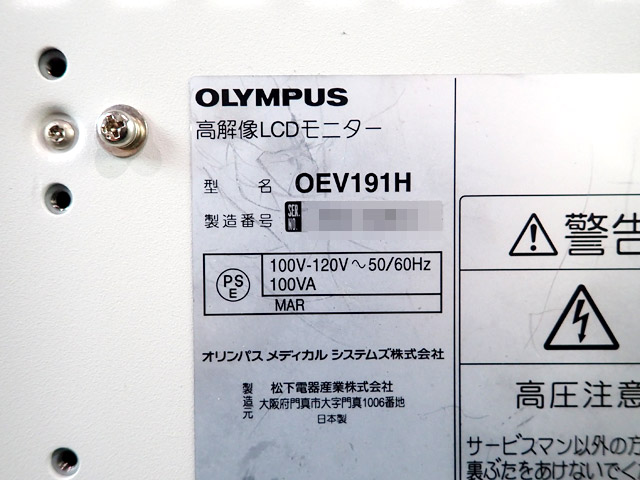 OLYMPUS
高解像LCDモニター
型 名 OEV191H
製造番号 SER. NO.
PS E
100V-120V～50/60Hz
100VA
MAR
オリンパス メディカル システムズ株式会社
製造元
松下電器産業株式会社
大阪府門真市大字門真1006番地
日本製
警告
高圧注意
サービスマン以外の方
裏ぶたをあけないでく